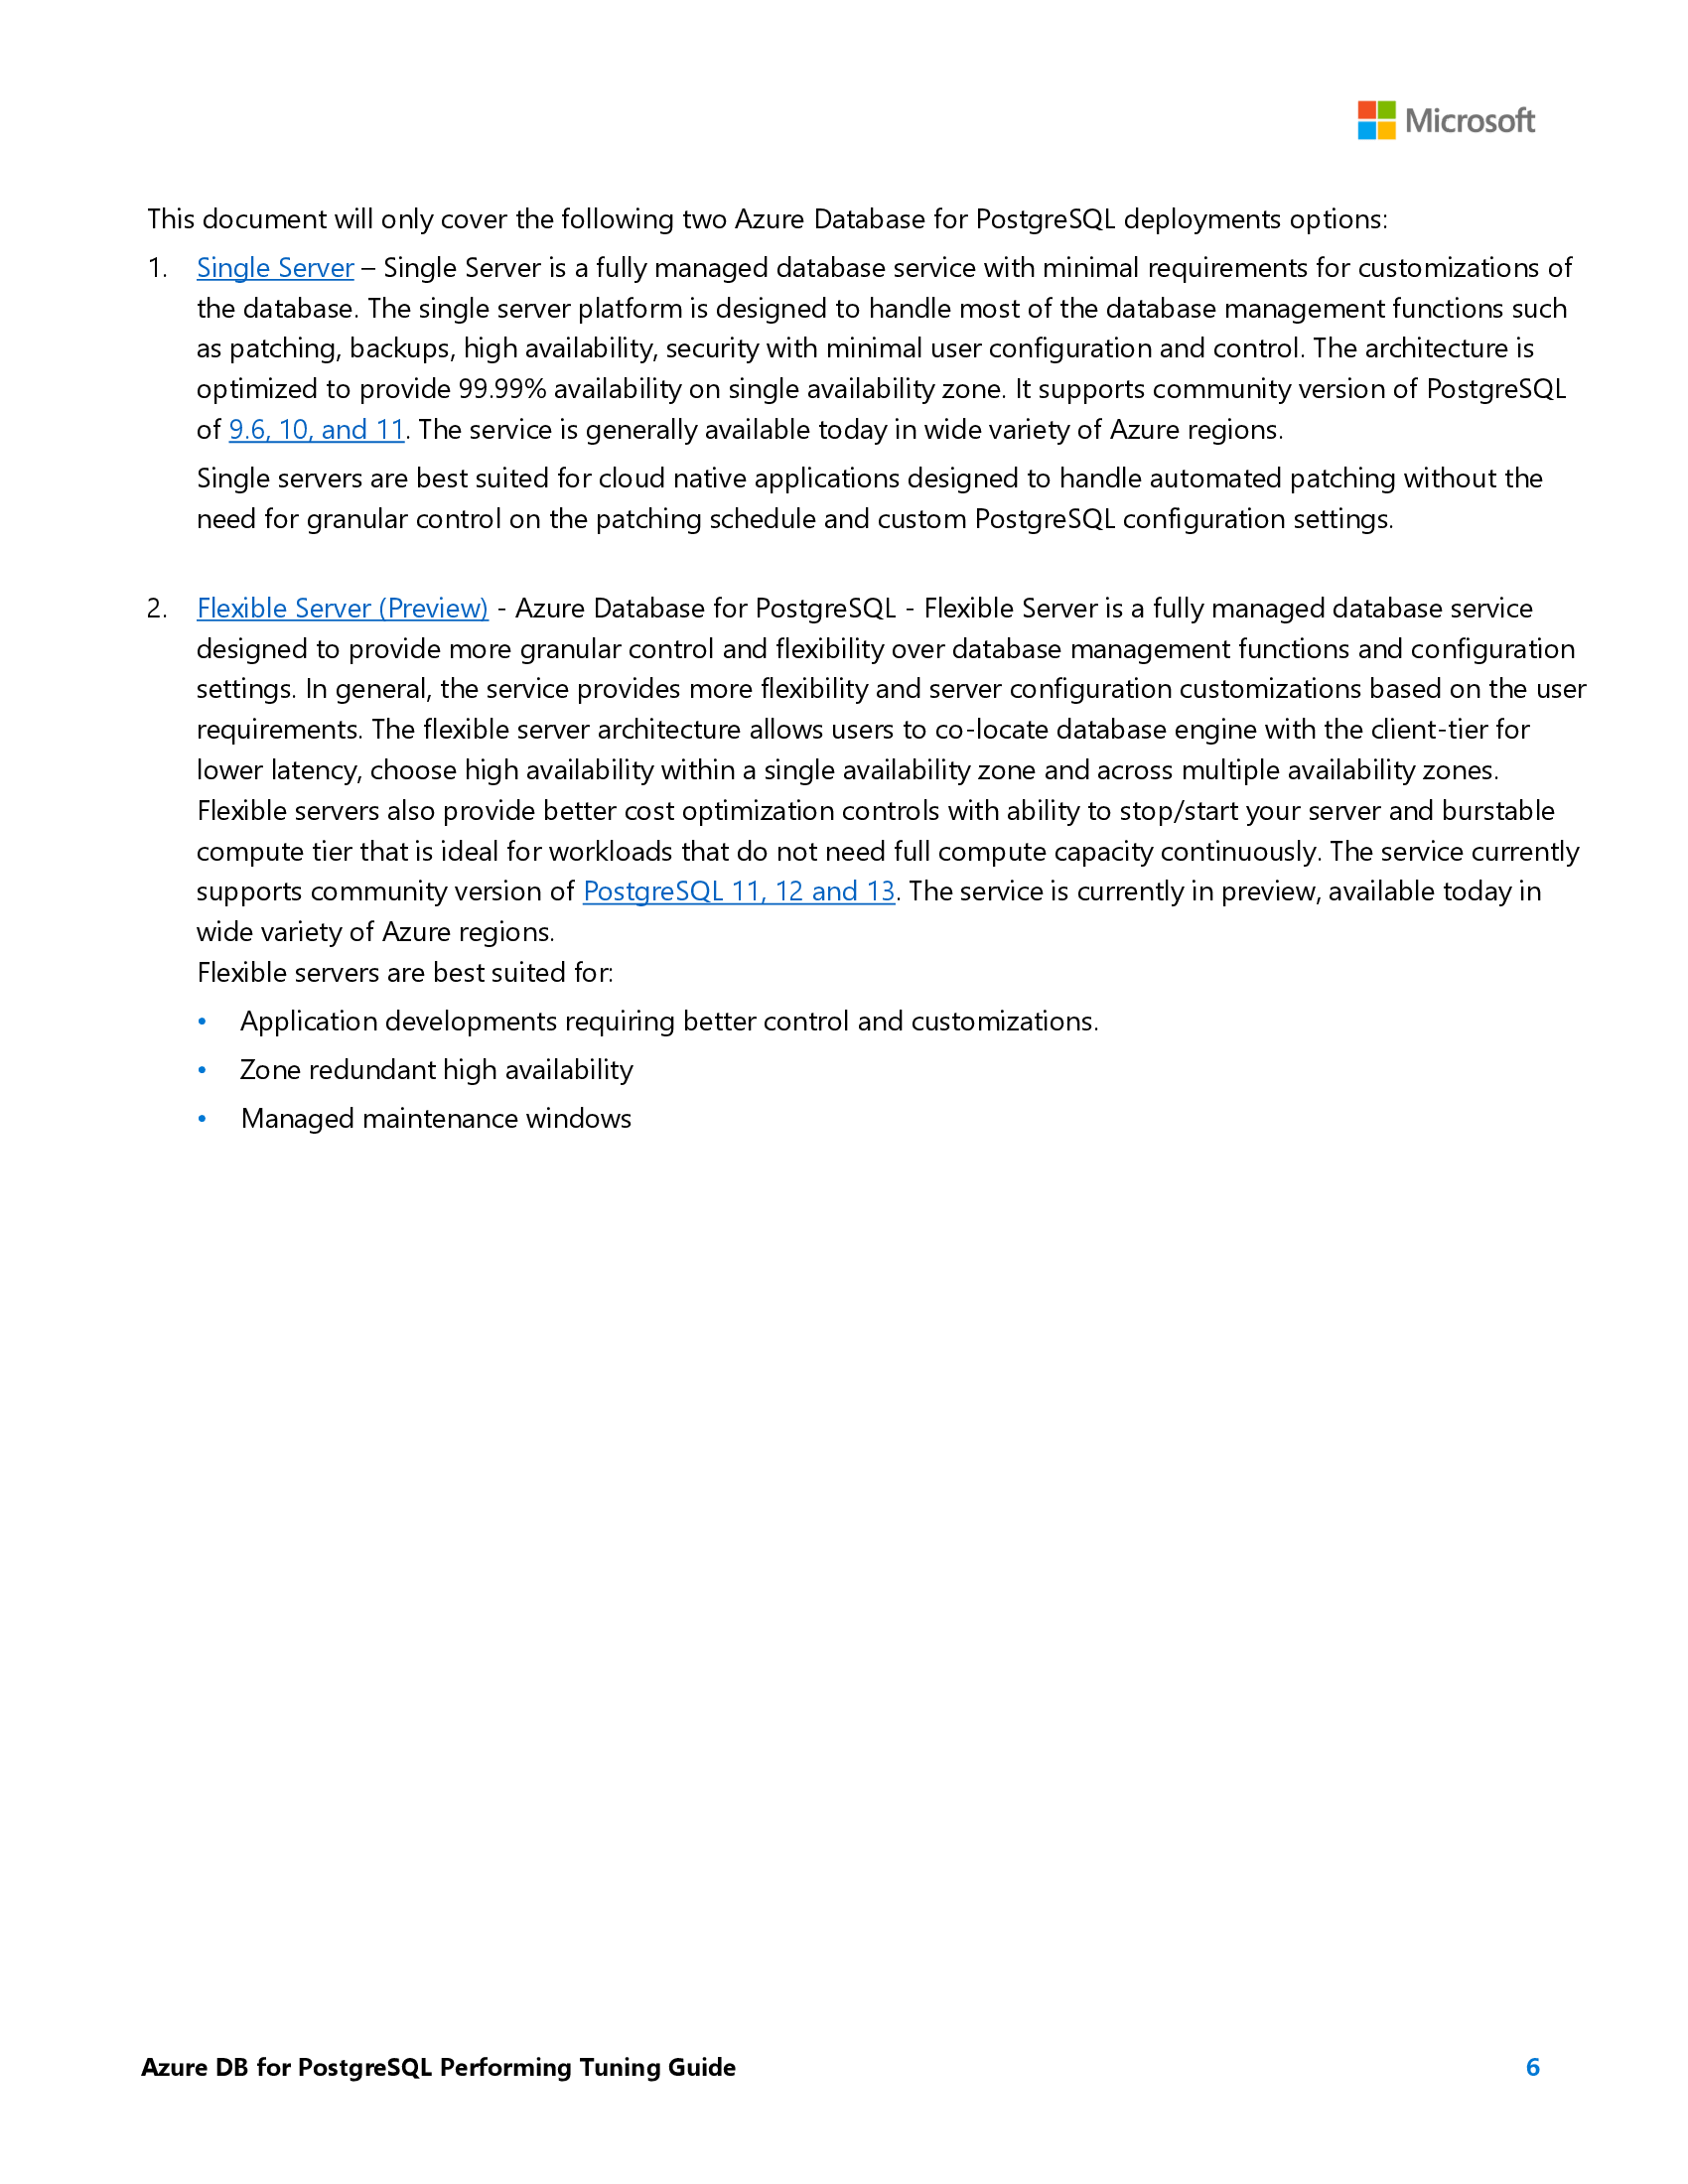 Microsoft
This document will only cover the following two Azure Database for PostgreSQL deployments options:
1. Single Server – Single Server is a fully managed database service with minimal requirements for customizations of
the database. The single server platform is designed to handle most of the database management functions such
as patching, backups, high availability, security with minimal user configuration and control. The architecture is
optimized to provide 99.99% availability on single availability zone. It supports community version of PostgreSQL
of 9.6, 10, and 11. The service is generally available today in wide variety of Azure regions.
Single servers are best suited for cloud native applications designed to handle automated patching without the
need for granular control on the patching schedule and custom PostgreSQL configuration settings.
2. Flexible Server (Preview) - Azure Database for PostgreSQL - Flexible Server is a fully managed database service
designed to provide more granular control and flexibility over database management functions and configuration
settings. In general, the service provides more flexibility and server configuration customizations based on the user
requirements. The flexible server architecture allows users to co-locate database engine with the client-tier for
lower latency, choose high availability within a single availability zone and across multiple availability zones.
Flexible servers also provide better cost optimization controls with ability to stop/start your server and burstable
compute tier that is ideal for workloads that do not need full compute capacity continuously. The service currently
supports community version of PostgreSQL 11, 12 and 13. The service is currently in preview, available today in
wide variety of Azure regions.
Flexible servers are best suited for:
• Application developments requiring better control and customizations.
• Zone redundant high availability
• Managed maintenance windows
Azure DB for PostgreSQL Performing Tuning Guide 6